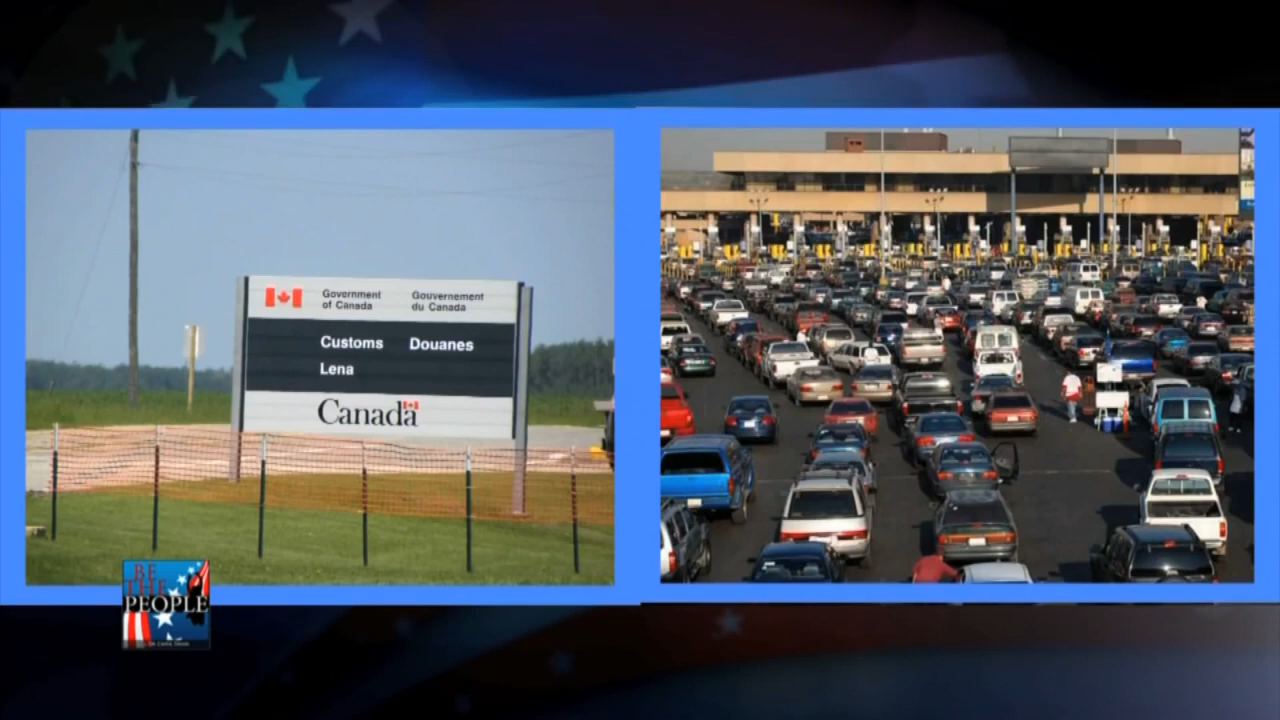 Government
of Canada
Gouvernement
du Canada
Customs Douanes
Lena
Canada
BE
THE
PEOPLE